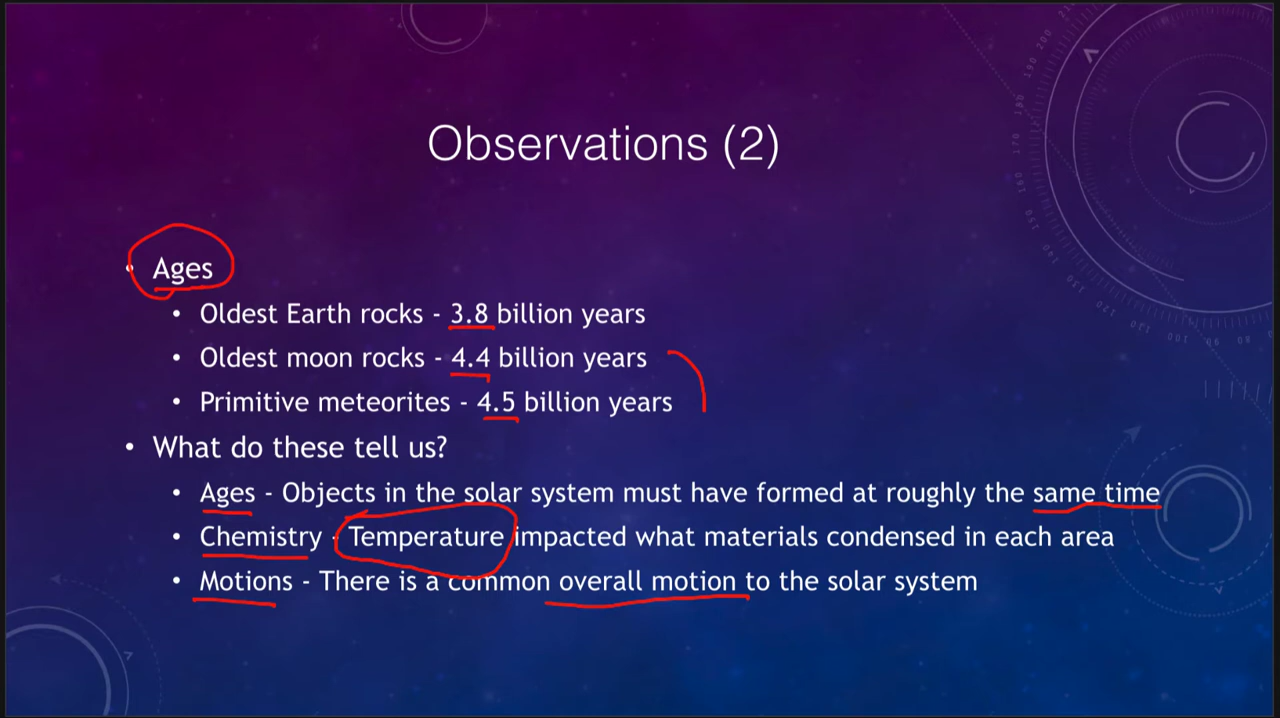 Observations (2)
• Ages
• Oldest Earth rocks - 3.8 billion years
• Oldest moon rocks - 4.4 billion years
• Primitive meteorites - 4.5 billion years
• What do these tell us?
• Ages - Objects in the solar system must have formed at roughly the same time
• Chemistry - Temperature impacted what materials condensed in each area
• Motions - There is a common overall motion to the solar system